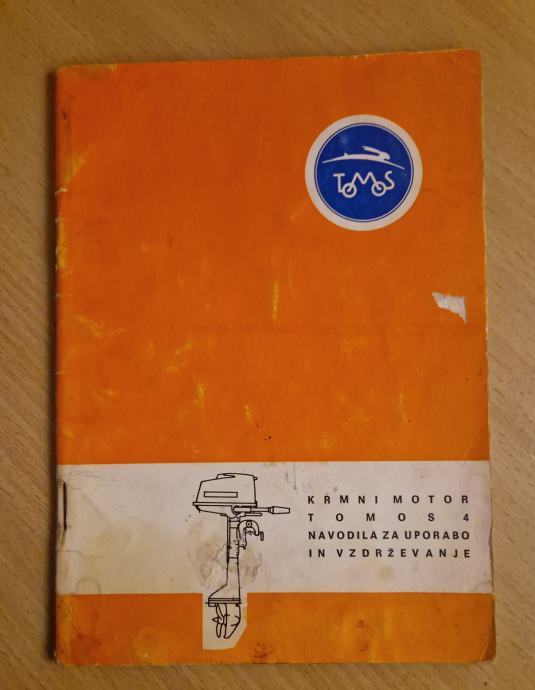 TOMOS
KRMNI MOTOR
TOMOS 4
NAVODILA ZA UPORABO
IN VZDRŽEVANJE